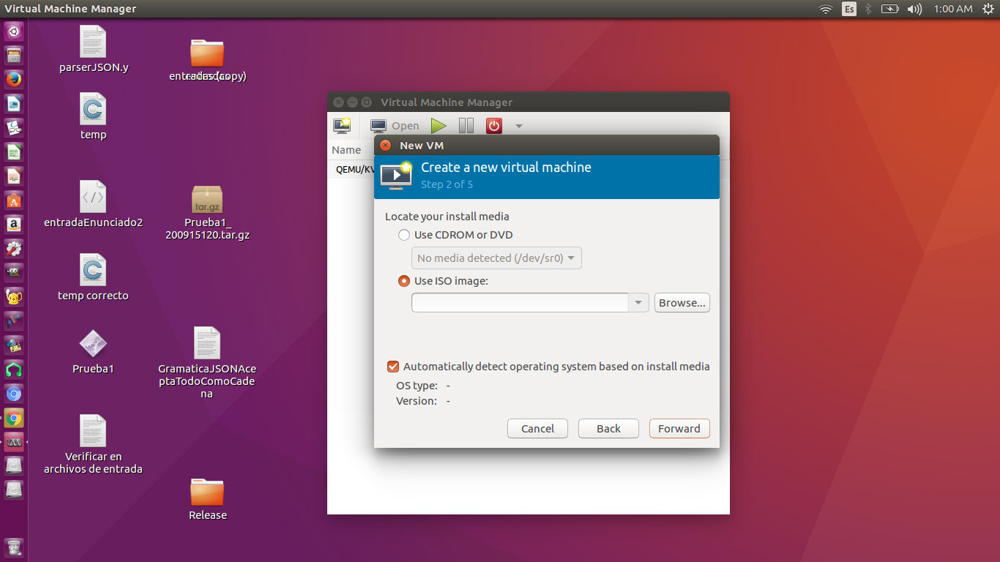 Virtual Machine Manager
Es
1:00 AM
parserJSON.y
entradas (copy)
temp
entradaEnunciado2
tar.gz
Prueba1_
200915120.tar.gz
temp correcto
Prueba1
GramaticaJSONAce
ptaTodoComoCade
na
Verificar en
archivos de entrada
Release
Virtual Machine Manager
Open
Name
QEMU/KV
New VM
Create a new virtual machine
Step 2 of 5
Locate your install media
Use CDROM or DVD
No media detected (/dev/sr0)
Use ISO image:
Browse...
Automatically detect operating system based on install media
OS type: -
Version: -
Cancel
Back
Forward